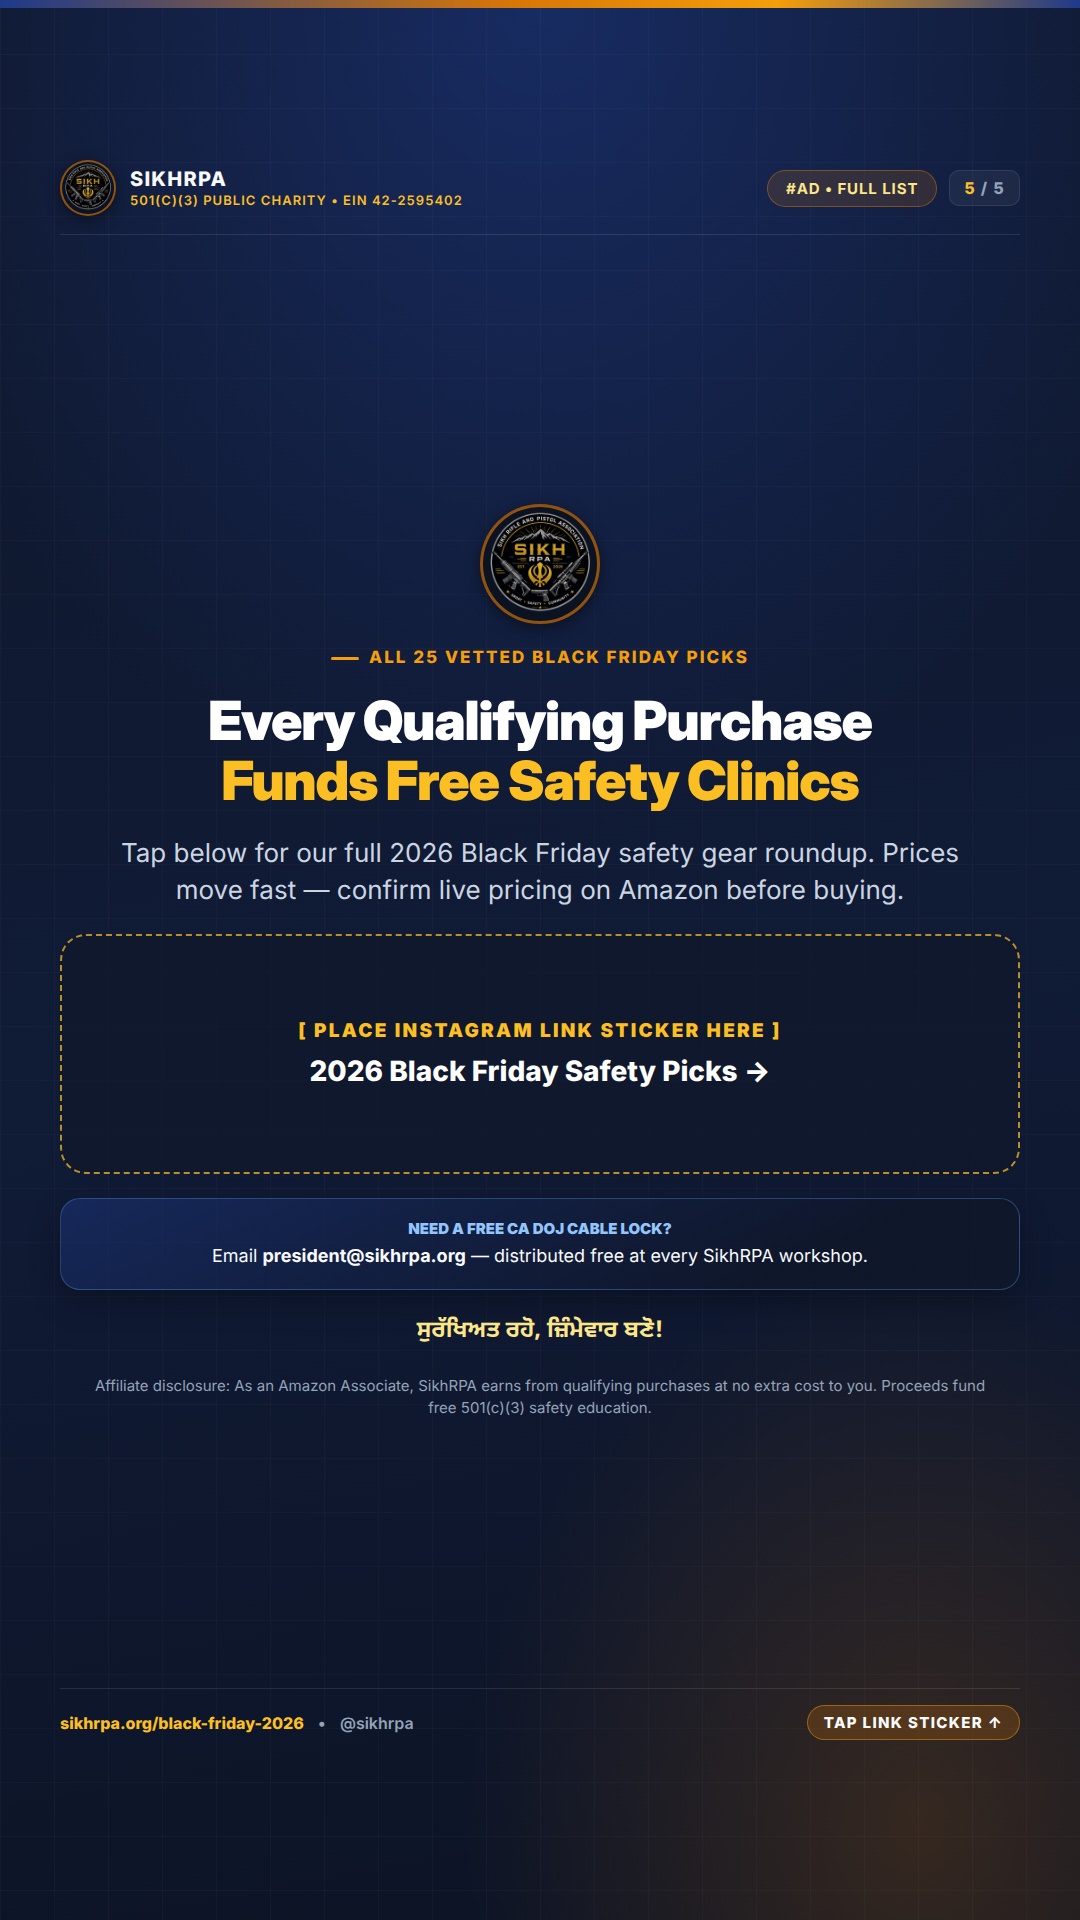 SIKHRPA
501(C)(3) PUBLIC CHARITY • EIN 42-2595402
#AD • FULL LIST
5 / 5
SIKH RIFLE AND PISTOL ASSOCIATION
SIKH
RPA
ALL 25 VETTED BLACK FRIDAY PICKS
Every Qualifying Purchase
Funds Free Safety Clinics
Tap below for our full 2026 Black Friday safety gear roundup. Prices
move fast — confirm live pricing on Amazon before buying.
[ PLACE INSTAGRAM LINK STICKER HERE ]
2026 Black Friday Safety Picks →
NEED A FREE CA DOJ CABLE LOCK?
Email president@sikhrpa.org — distributed free at every SikhRPA workshop.
ਸੁਰੱਖਿਅਤ ਰਹੋ, ਜ਼ਿੰਮੇਵਾਰ ਬਣੋ!
Affiliate disclosure: As an Amazon Associate, SikhRPA earns from qualifying purchases at no extra cost to you. Proceeds fund
free 501(c)(3) safety education.
sikhrpa.org/black-friday-2026 • @sikhrpa
TAP LINK STICKER ↑